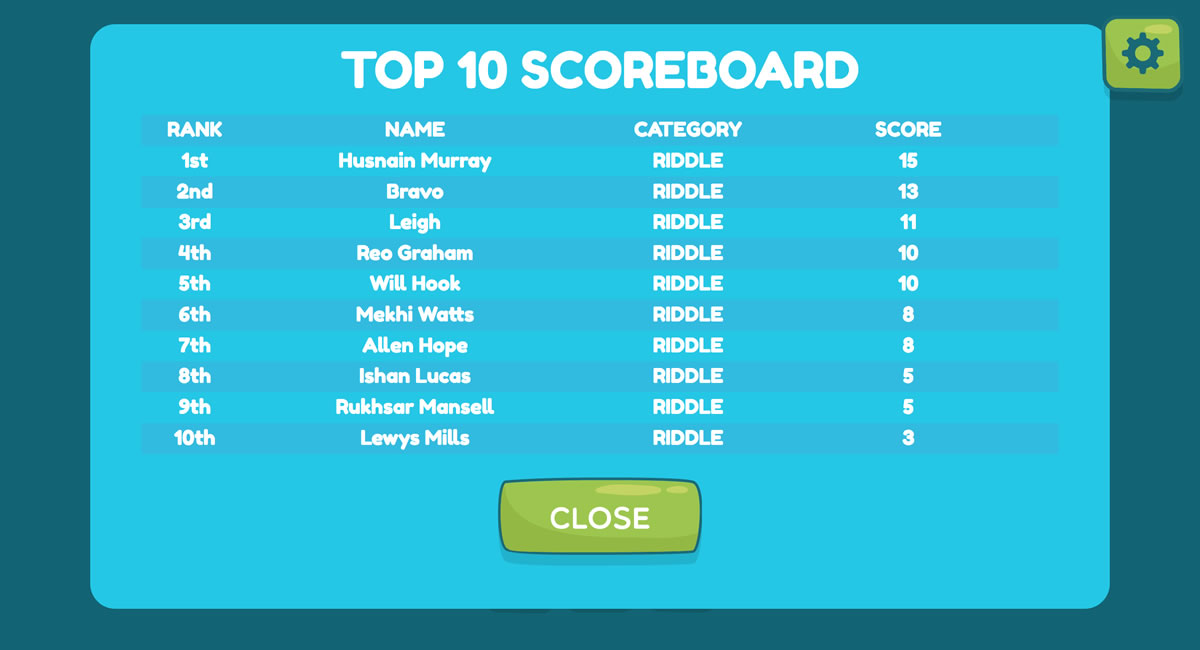 TOP 10 SCOREBOARD
RANK NAME CATEGORY SCORE
1st Husnain Murray RIDDLE 15
2nd Bravo RIDDLE 13
3rd Leigh RIDDLE 11
4th Reo Graham RIDDLE 10
5th Will Hook RIDDLE 10
6th Mekhi Watts RIDDLE 8
7th Allen Hope RIDDLE 8
8th Ishan Lucas RIDDLE 5
9th Rukhsar Mansell RIDDLE 5
10th Lewys Mills RIDDLE 3
CLOSE